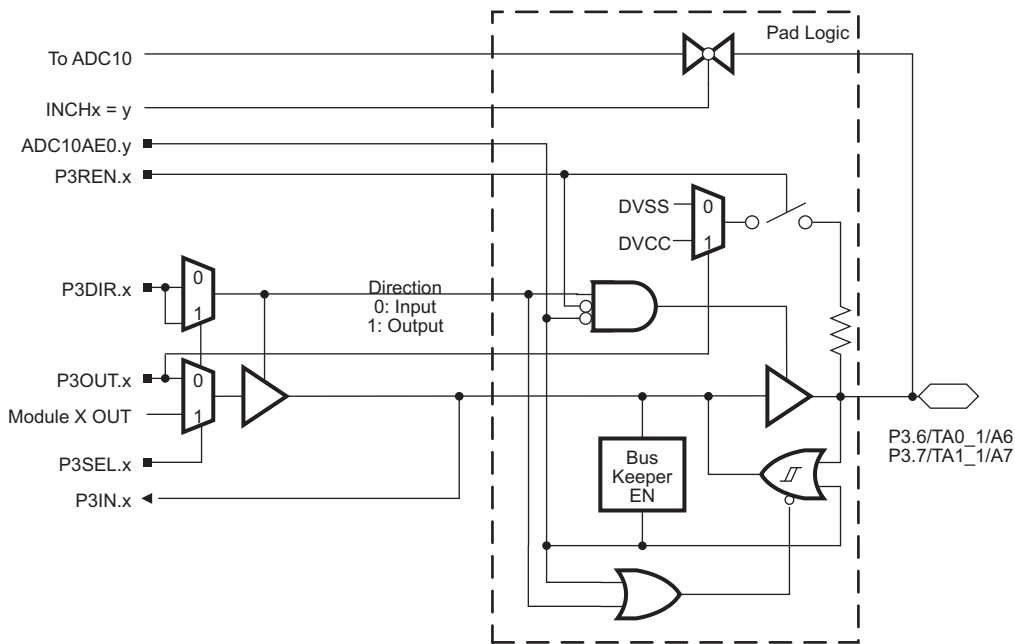 Pad Logic
To ADC10
INCHx = y
ADC10AE0.y
P3REN.x
DVSS
0
DVCC
1
P3DIR.x
0
1
Direction
0: Input
1: Output
P3OUT.x
0
Module X OUT
1
P3SEL.x
P3IN.x
Bus
Keeper
EN
P3.6/TA0_1/A6
P3.7/TA1_1/A7